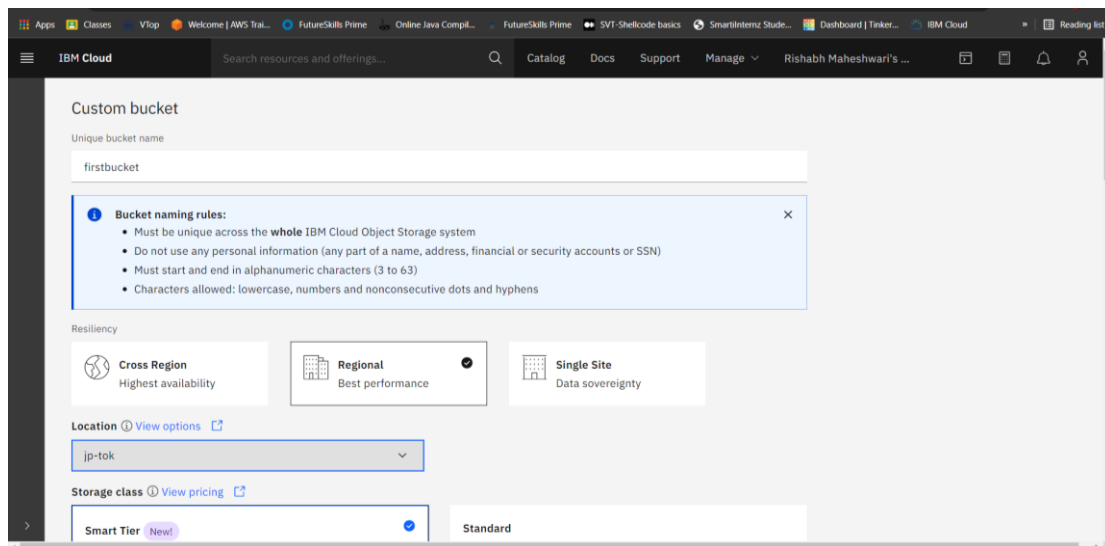 Apps Classes VTop Welcome | AWS Trai... FutureSkills Prime Online Java Compil... FutureSkills Prime SVT-Shellcode basics SmartiInternz Stude... Dashboard | Tinker... IBM Cloud » Reading list
IBM Cloud Search resources and offerings... Catalog Docs Support Manage Rishabh Maheshwari's ...
Custom bucket
Unique bucket name
firstbucket
Bucket naming rules:
• Must be unique across the whole IBM Cloud Object Storage system
• Do not use any personal information (any part of a name, address, financial or security accounts or SSN)
• Must start and end in alphanumeric characters (3 to 63)
• Characters allowed: lowercase, numbers and nonconsecutive dots and hyphens
Resiliency
Cross Region Regional Single Site
Highest availability Best performance Data sovereignty
Location View options
jp-tok
Storage class View pricing
Smart Tier New! Standard